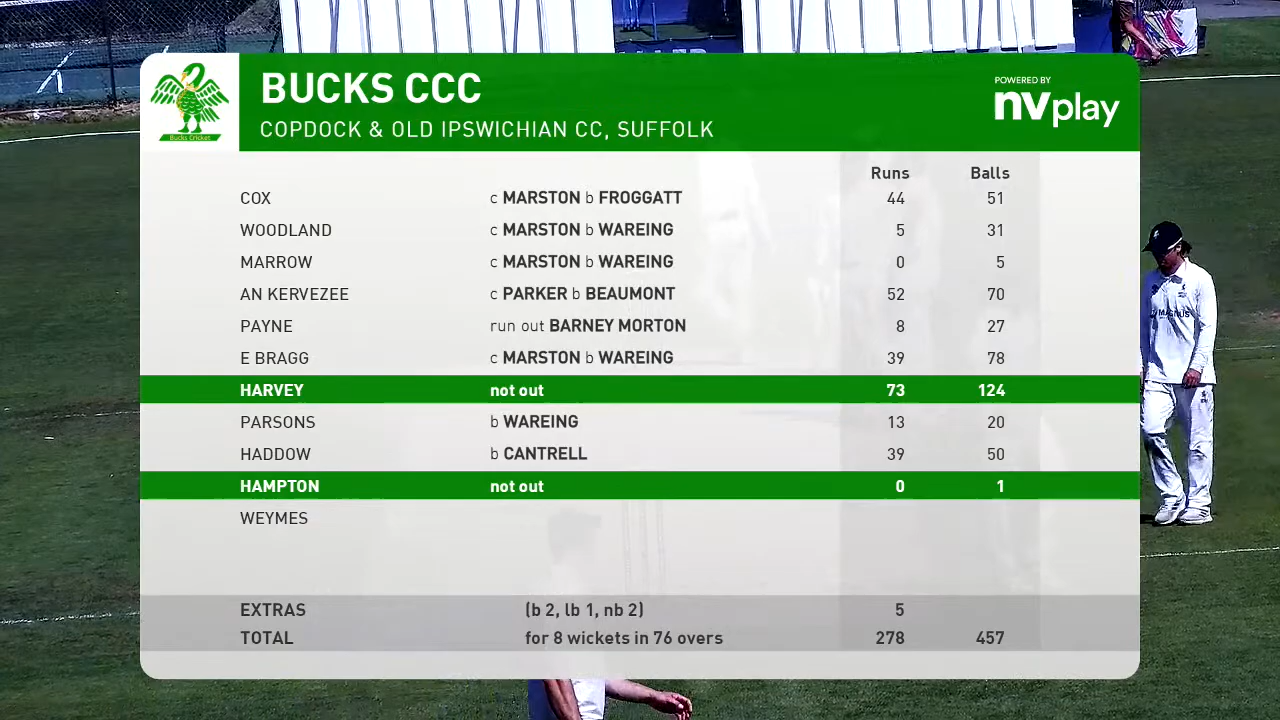 BUCKS CCC
COPDOCK & OLD IPSWICHIAN CC, SUFFOLK
POWERED BY
nvplay
Bucks Cricket
Runs Balls
COX c MARSTON b FROGGATT 44 51
WOODLAND c MARSTON b WAREING 5 31
MARROW c MARSTON b WAREING 0 5
AN KERVEZEE c PARKER b BEAUMONT 52 70
PAYNE run out BARNEY MORTON 8 27
E BRAGG c MARSTON b WAREING 39 78
HARVEY not out 73 124
PARSONS b WAREING 13 20
HADDOW b CANTRELL 39 50
HAMPTON not out 0 1
WEYMES
EXTRAS (b 2, lb 1, nb 2) 5
TOTAL for 8 wickets in 76 overs 278 457